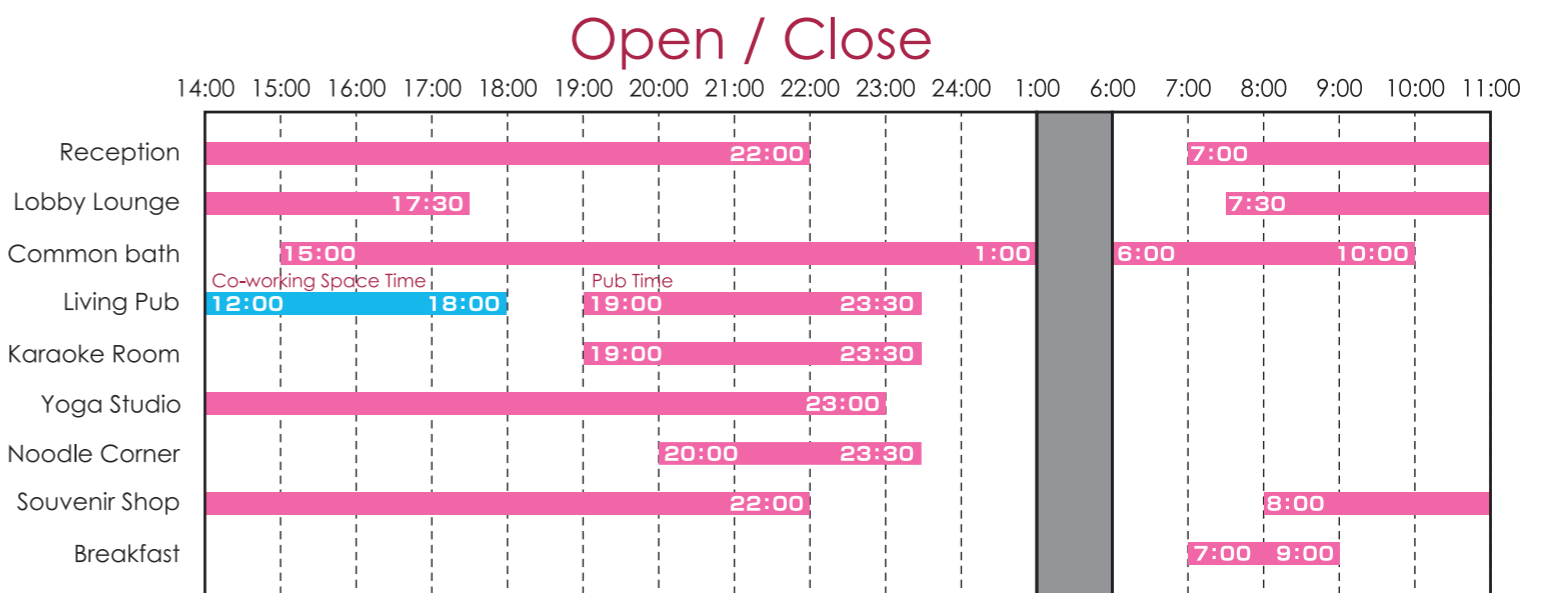 Open / Close
14:00 15:00 16:00 17:00 18:00 19:00 20:00 21:00 22:00 23:00 24:00 1:00 6:00 7:00 8:00 9:00 10:00 11:00
Reception 22:00 7:00
Lobby Lounge 17:30 7:30
Common bath 15:00 1:00 6:00 10:00
Co-working Space Time Pub Time
Living Pub 12:00 18:00 19:00 23:30
Karaoke Room 19:00 23:30
Yoga Studio 23:00
Noodle Corner 20:00 23:30
Souvenir Shop 22:00 8:00
Breakfast 7:00 9:00